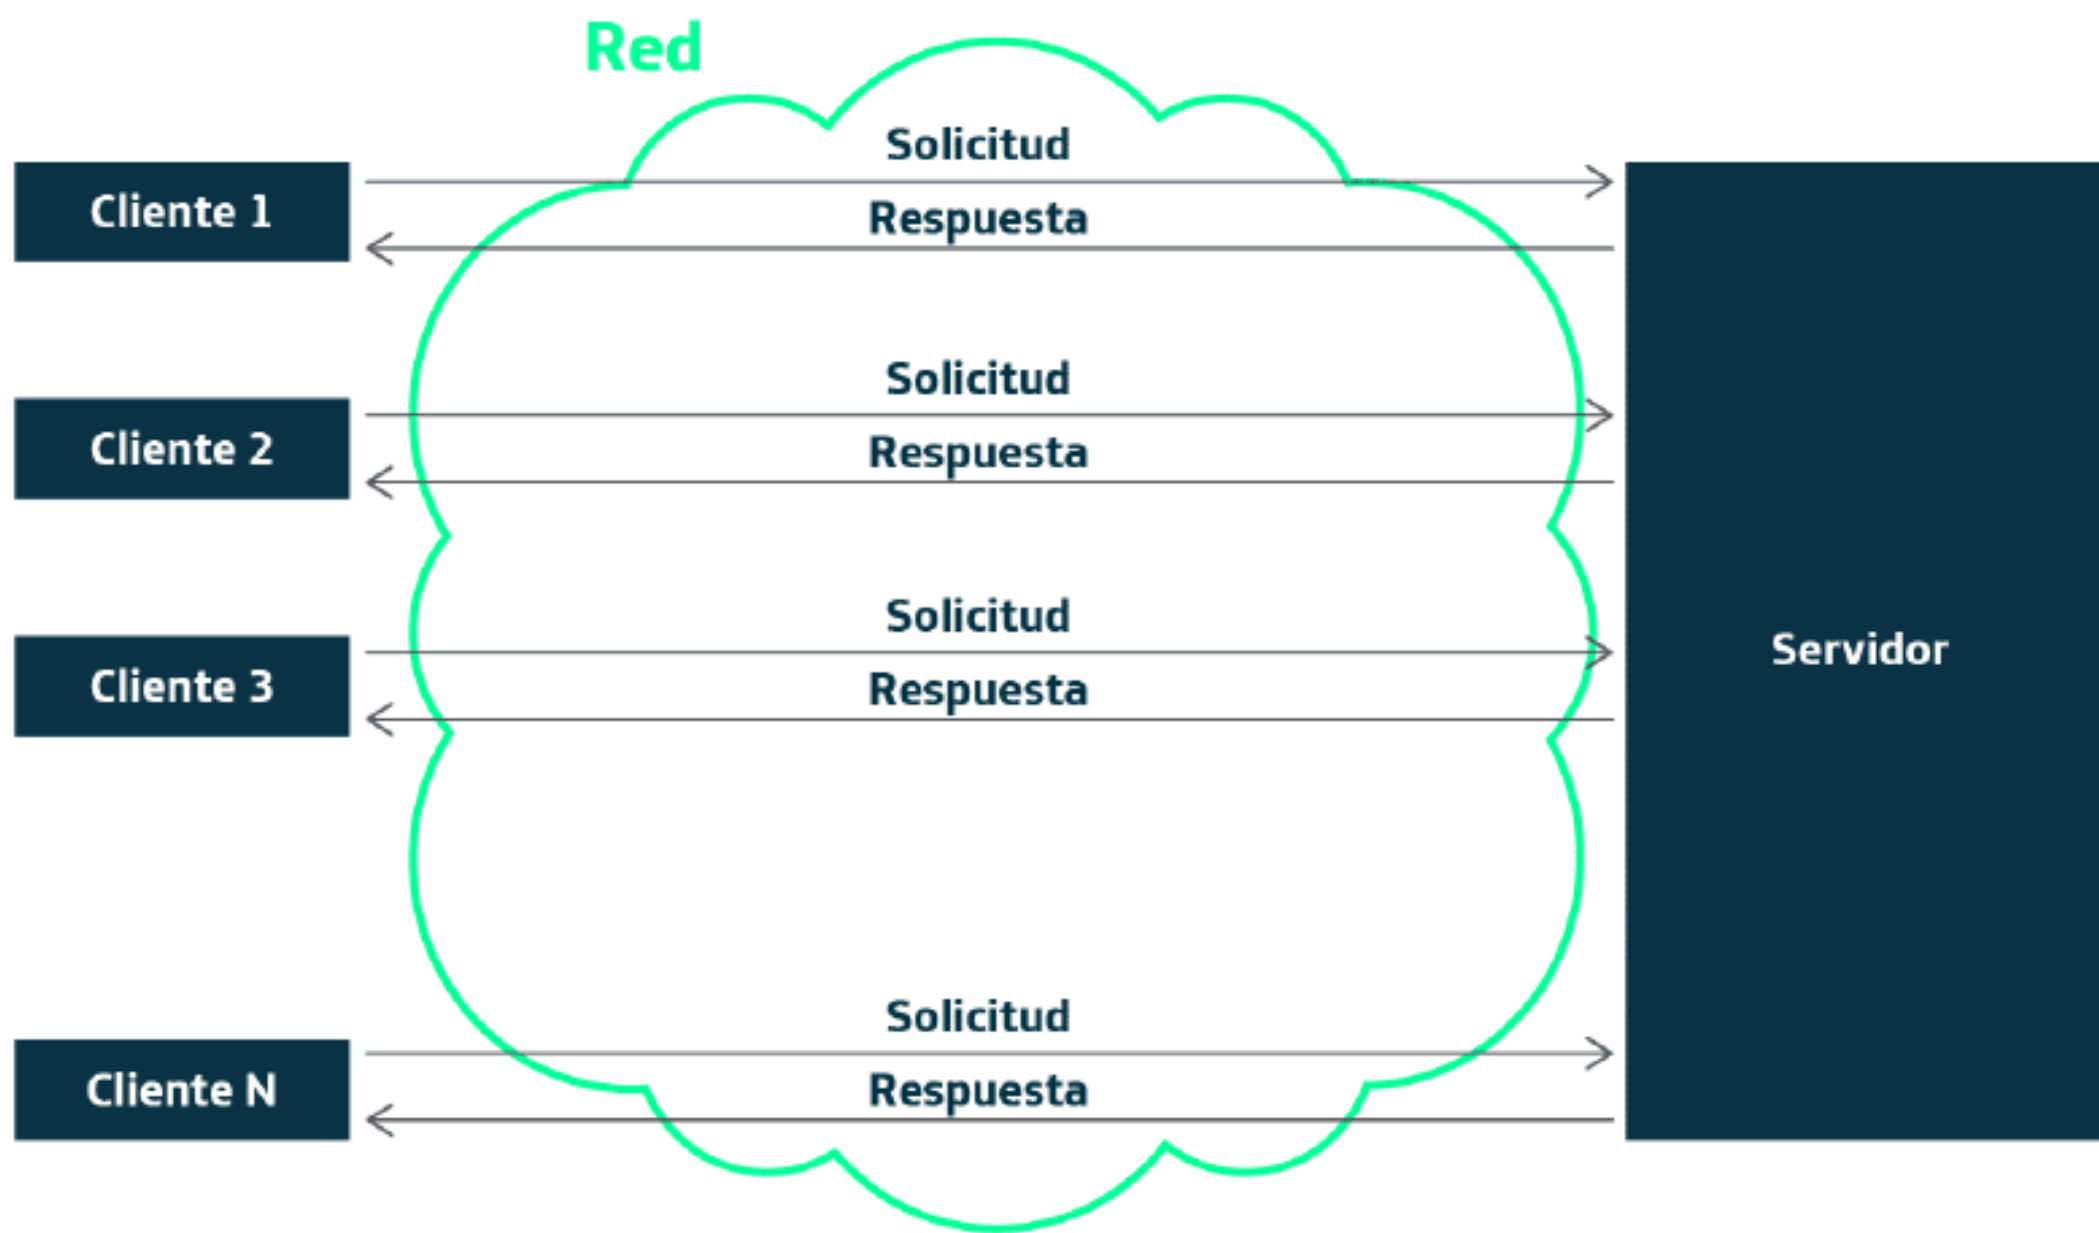 Red
Solicitud
Cliente 1
Respuesta
Solicitud
Cliente 2
Respuesta
Solicitud
Cliente 3
Respuesta
Servidor
Solicitud
Cliente N
Respuesta